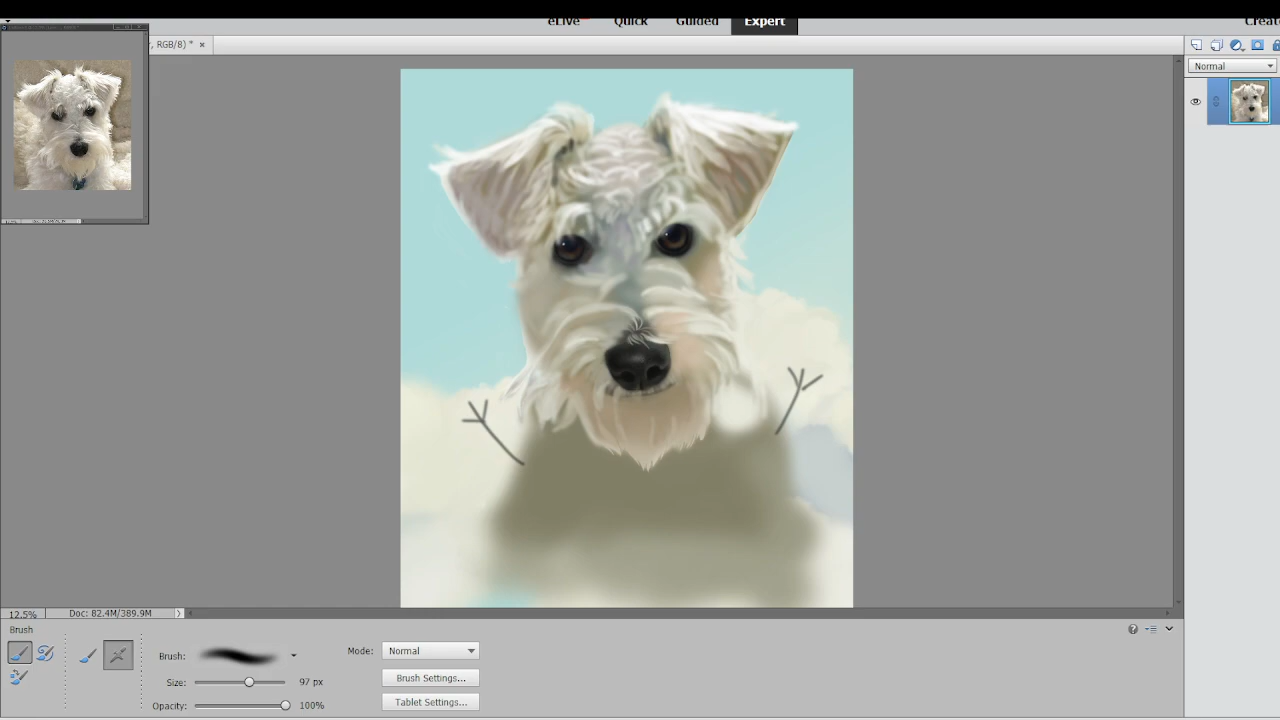 eLive Quick Guided Expert Create
, RGB/8) * ×
Normal
12.5% Doc: 82.4M/389.9M
Brush
Brush: Mode: Normal
Size: 97 px Brush Settings...
Opacity: 100% Tablet Settings...